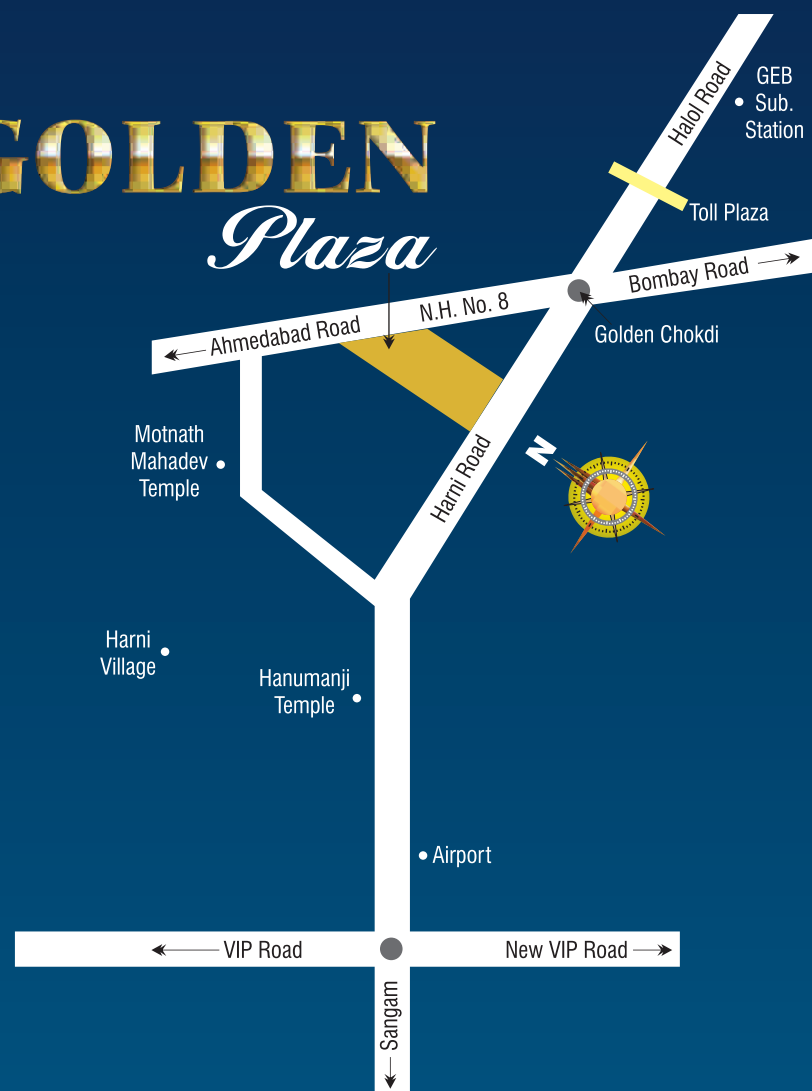 GOLDEN
Plaza
Halol Road
GEB
Sub.
Station
Toll Plaza
Bombay Road
N.H. No. 8
Ahmedabad Road
Golden Chokdi
Motnath
Mahadev
Temple
Harni Road
N
Harni
Village
Hanumanji
Temple
Airport
VIP Road
New VIP Road
Sangam